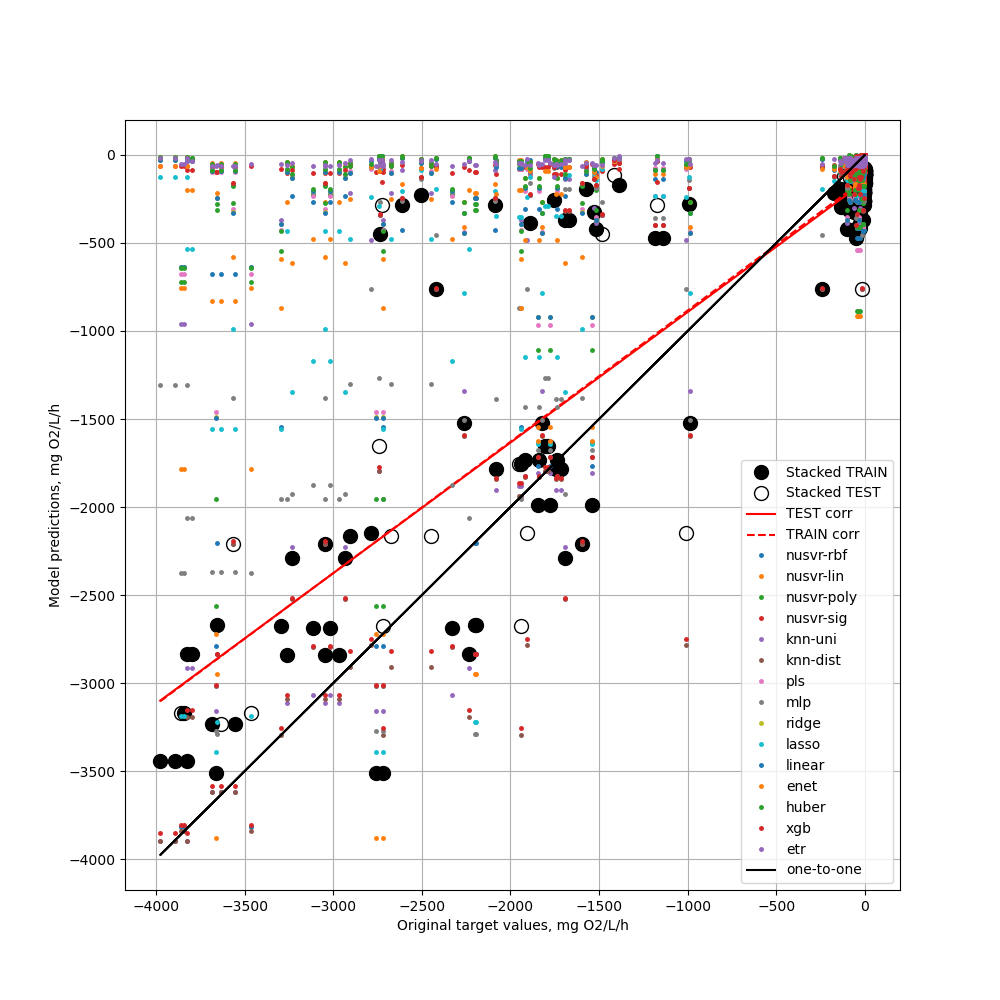 0
−500
−1000
−1500
−2000
−2500
−3000
−3500
−4000
Model predictions, mg O2/L/h
−4000 −3500 −3000 −2500 −2000 −1500 −1000 −500 0
Original target values, mg O2/L/h
Stacked TRAIN
Stacked TEST
TEST corr
TRAIN corr
nusvr-rbf
nusvr-lin
nusvr-poly
nusvr-sig
knn-uni
knn-dist
pls
mlp
ridge
lasso
linear
enet
huber
xgb
etr
one-to-one